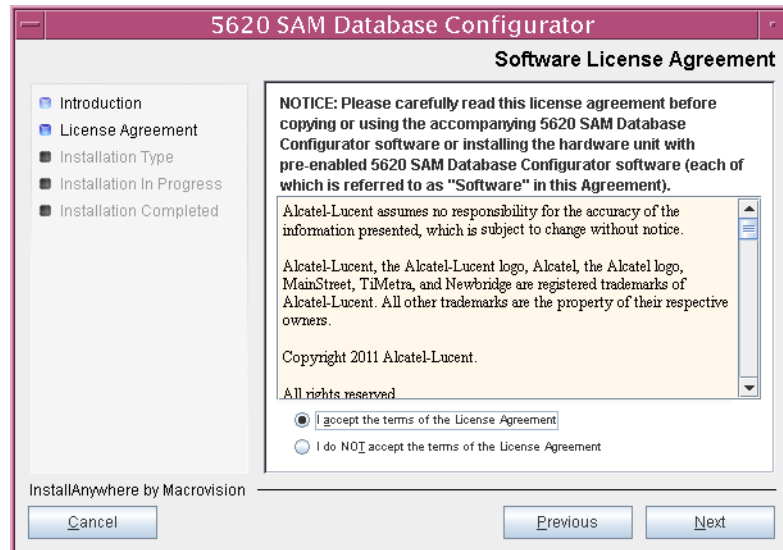 5620 SAM Database Configurator
Software License Agreement
Introduction
License Agreement
Installation Type
Installation In Progress
Installation Completed
NOTICE: Please carefully read this license agreement before
copying or using the accompanying 5620 SAM Database
Configurator software or installing the hardware unit with
pre-enabled 5620 SAM Database Configurator software (each of
which is referred to as "Software" in this Agreement).
Alcatel-Lucent assumes no responsibility for the accuracy of the
information presented, which is subject to change without notice.
Alcatel-Lucent, the Alcatel-Lucent logo, Alcatel, the Alcatel logo,
MainStreet, TiMetra, and Newbridge are registered trademarks of
Alcatel-Lucent. All other trademarks are the property of their respective
owners.
Copyright 2011 Alcatel-Lucent.
All rights reserved
I accept the terms of the License Agreement
I do NOT accept the terms of the License Agreement
InstallAnywhere by Macrovision
Cancel
Previous
Next